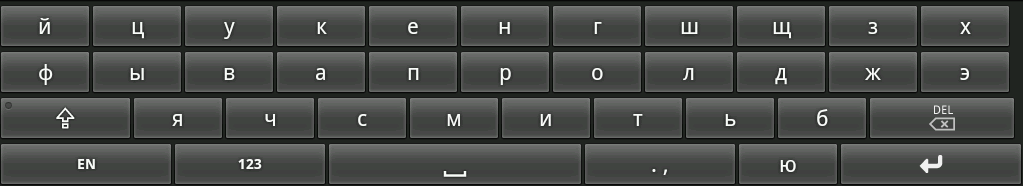 й ц у к е н г ш щ з х
ф ы в а п р о л д ж э
я ч с м и т ь б DEL
EN 123 . , ю